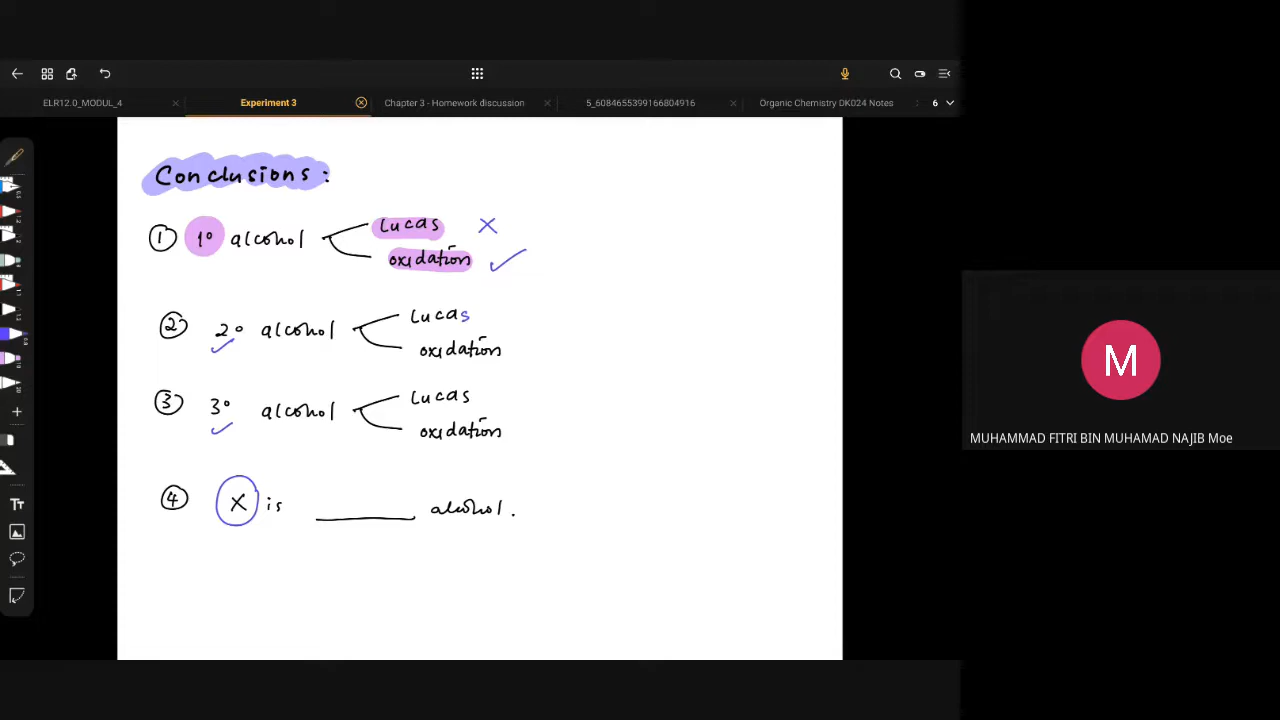 ELR12.0_MODUL_4
Experiment 3
Chapter 3 - Homework discussion
5_6084655399166804916
Organic Chemistry DK024 Notes
6
Conclusions:
① 1° alcohol
Lucas X
oxidation ✓
② 2° alcohol
Lucas
oxidation
③ 3° alcohol
Lucas
oxidation
④ X is ______ alcohol.
Tт
M
MUHAMMAD FITRI BIN MUHAMAD NAJIB Moe